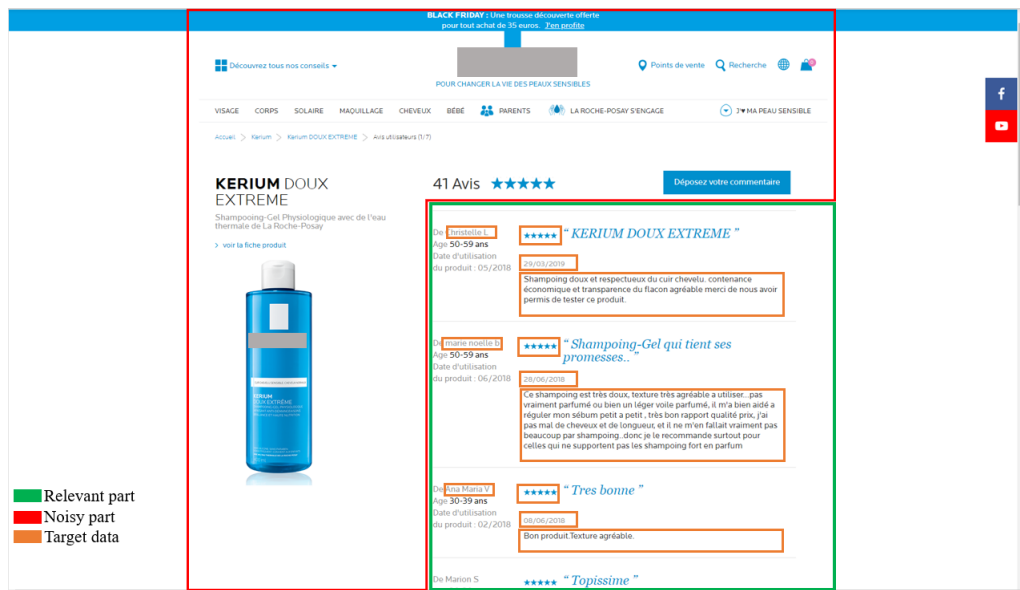 BLACK FRIDAY : Une trousse découverte offerte
pour tout achat de 35 euros. J'en profite
Découvrez tous nos conseils
Points de vente
Recherche
POUR CHANGER LA VIE DES PEAUX SENSIBLES
VISAGE CORPS SOLAIRE MAQUILLAGE CHEVEUX BÉBÉ PARENTS LA ROCHE-POSAY S'ENGAGE J'♥ MA PEAU SENSIBLE
Accueil > Kerium > Kerium DOUX EXTREME > Avis utilisateurs (1/7)
KERIUM DOUX
EXTREME
Shampooing-Gel Physiologique avec de l'eau
thermale de La Roche-Posay
> voir la fiche produit
KERIUM
DOUX EXTRÊME
41 Avis ★★★★★
Déposez votre commentaire
De Christelle L
Age 50-59 ans
Date d'utilisation
du produit : 05/2018
★★★★★ “ KERIUM DOUX EXTREME ”
29/03/2019
Shampoing doux et respectueux du cuir chevelu. contenance
économique et transparence du flacon agréable merci de nous avoir
permis de tester ce produit.
De marie noelle b
Age 50-59 ans
Date d'utilisation
du produit : 06/2018
★★★★★ “ Shampoing-Gel qui tient ses
promesses.. ”
28/06/2018
Ce shampoing est très doux, texture très agréable a utiliser...pas
vraiment parfumé ou bien un léger voile parfumé, il m'a bien aidé a
réguler mon sébum petit a petit , très bon rapport qualité prix, j'ai
pas mal de cheveux et de longueur, et il ne m'en fallait vraiment pas
beaucoup par shampoing..donc je le recommande surtout pour
celles qui ne supportent pas les shampoing fort en parfum
De Ana Maria V
Age 30-39 ans
Date d'utilisation
du produit : 02/2018
★★★★★ “ Tres bonne ”
08/06/2018
Bon produit.Texture agréable.
De Marion S
★★★★★ “ Topissime ”
Relevant part
Noisy part
Target data